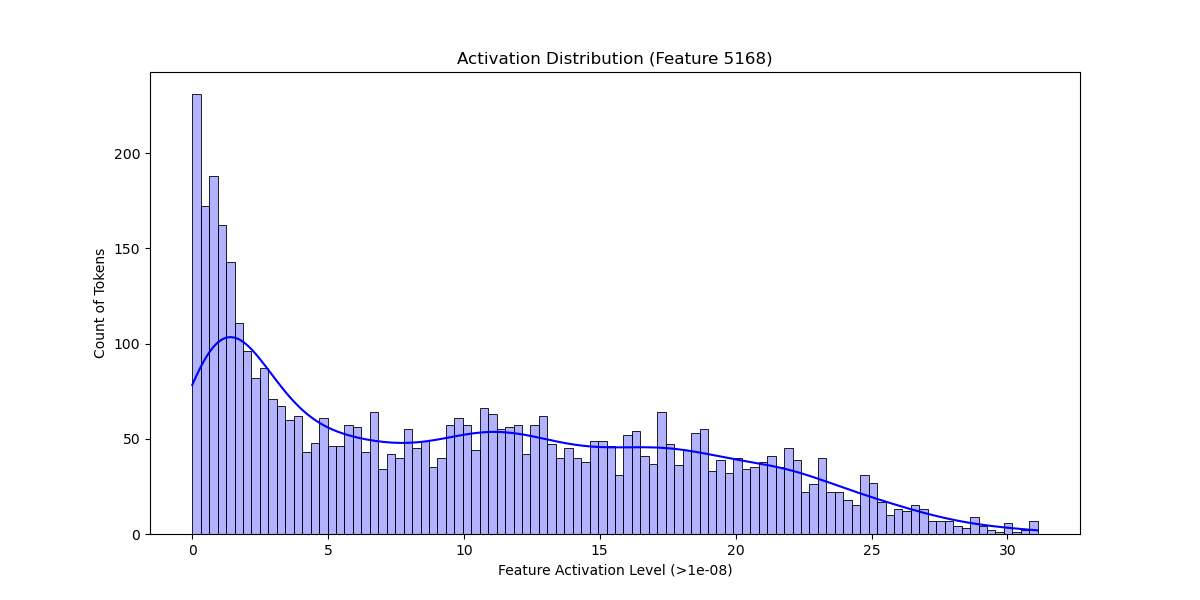 Activation Distribution (Feature 5168)
Count of Tokens
200
150
100
50
0
0 5 10 15 20 25 30
Feature Activation Level (>1e-08)